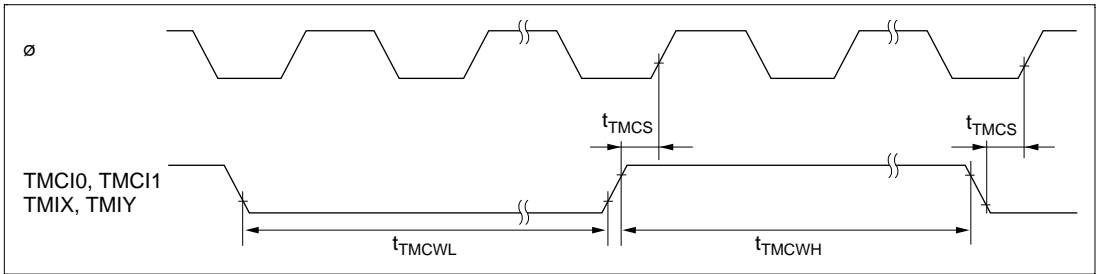 ø
tTMCS
tTMCS
TMCI0, TMCI1
TMIX, TMIY
tTMCWL
tTMCWH